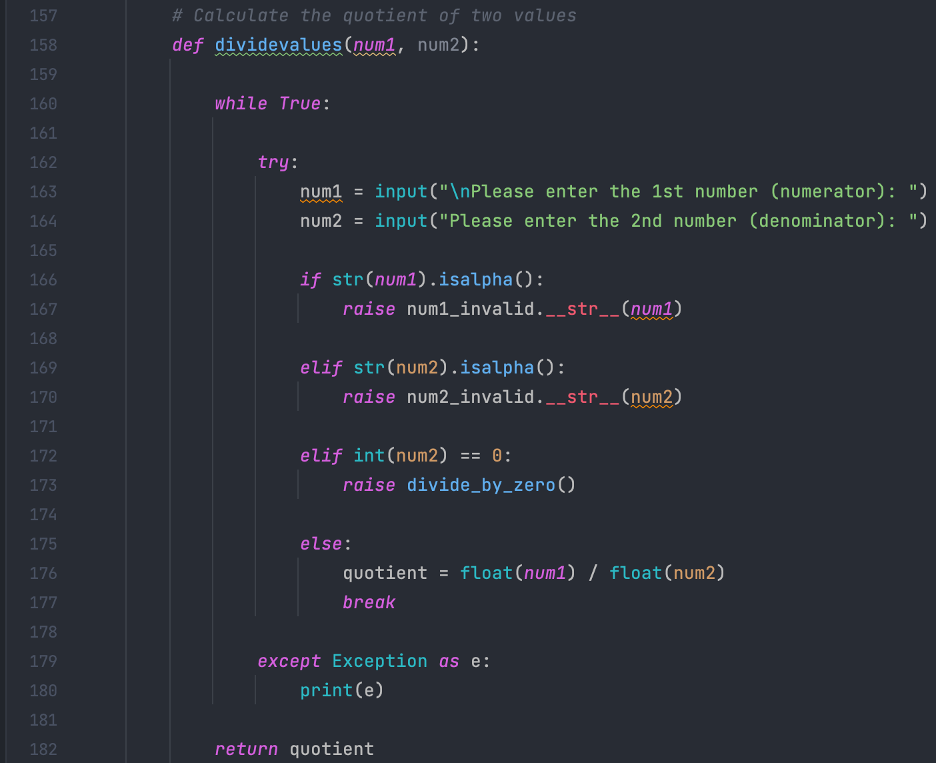 157 # Calculate the quotient of two values
158 def dividevalues(num1, num2):
159
160 while True:
161
162 try:
163 num1 = input("\nPlease enter the 1st number (numerator): ")
164 num2 = input("Please enter the 2nd number (denominator): ")
165
166 if str(num1).isalpha():
167 raise num1_invalid.__str__(num1)
168
169 elif str(num2).isalpha():
170 raise num2_invalid.__str__(num2)
171
172 elif int(num2) == 0:
173 raise divide_by_zero()
174
175 else:
176 quotient = float(num1) / float(num2)
177 break
178
179 except Exception as e:
180 print(e)
181
182 return quotient